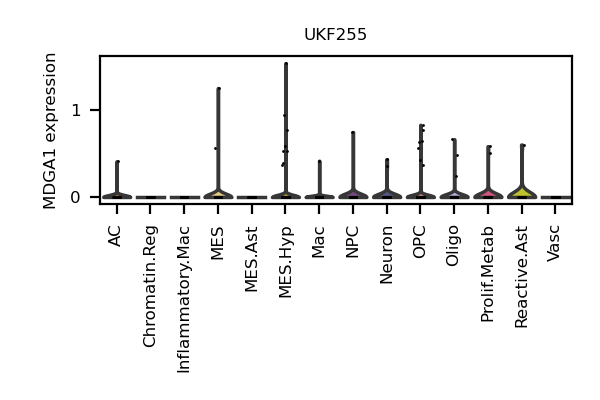 UKF255
MDGA1 expression
1
0
AC
Chromatin.Reg
Inflammatory.Mac
MES
MES.Ast
MES.Hyp
Mac
NPC
Neuron
OPC
Oligo
Prolif.Metab
Reactive.Ast
Vasc